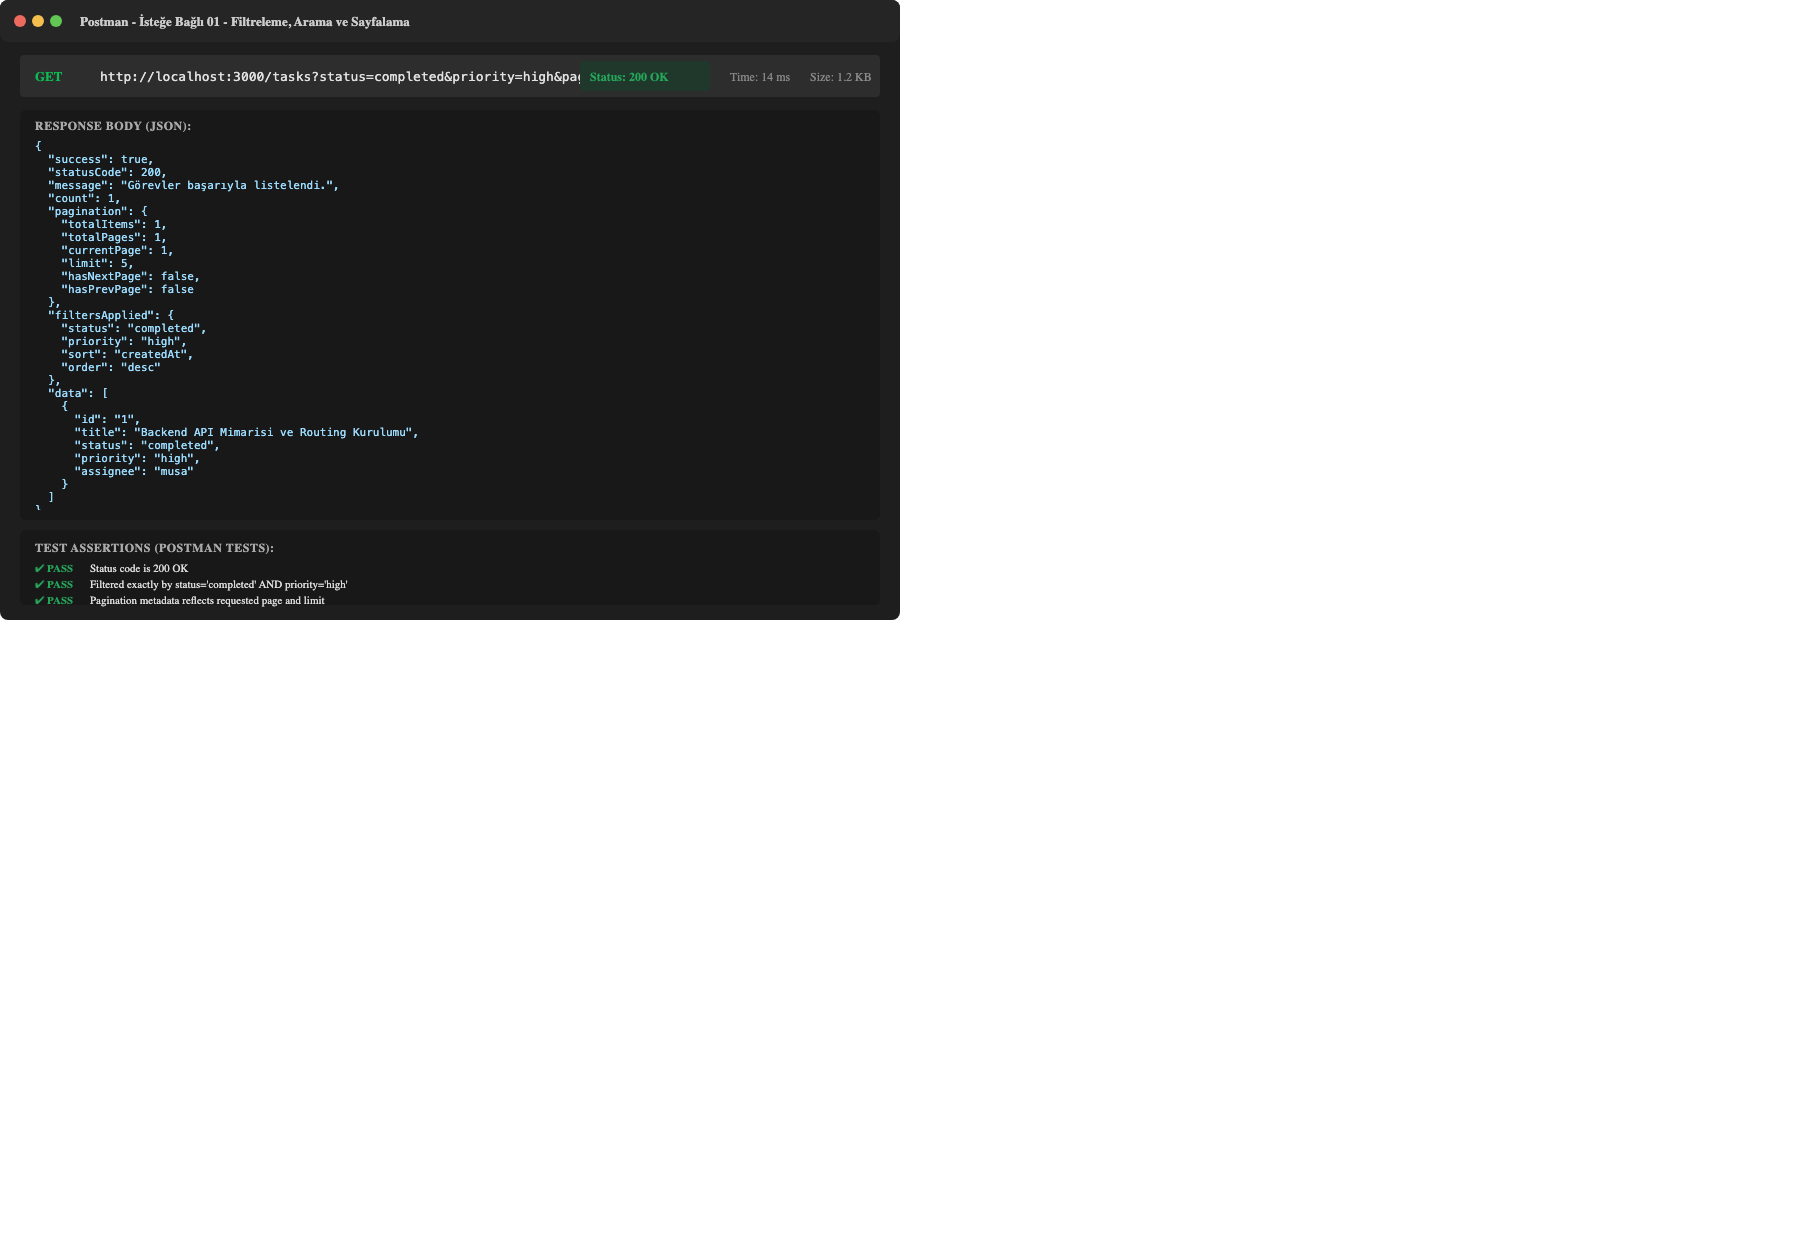 Postman - İsteğe Bağlı 01 - Filtreleme, Arama ve Sayfalama
GET http://localhost:3000/tasks?status=completed&priority=high&pag Status: 200 OK Time: 14 ms Size: 1.2 KB
RESPONSE BODY (JSON):
{
  "success": true,
  "statusCode": 200,
  "message": "Görevler başarıyla listelendi.",
  "count": 1,
  "pagination": {
    "totalItems": 1,
    "totalPages": 1,
    "currentPage": 1,
    "limit": 5,
    "hasNextPage": false,
    "hasPrevPage": false
  },
  "filtersApplied": {
    "status": "completed",
    "priority": "high",
    "sort": "createdAt",
    "order": "desc"
  },
  "data": [
    {
      "id": "1",
      "title": "Backend API Mimarisi ve Routing Kurulumu",
      "status": "completed",
      "priority": "high",
      "assignee": "musa"
    }
  ]
}
TEST ASSERTIONS (POSTMAN TESTS):
✔ PASS Status code is 200 OK
✔ PASS Filtered exactly by status='completed' AND priority='high'
✔ PASS Pagination metadata reflects requested page and limit